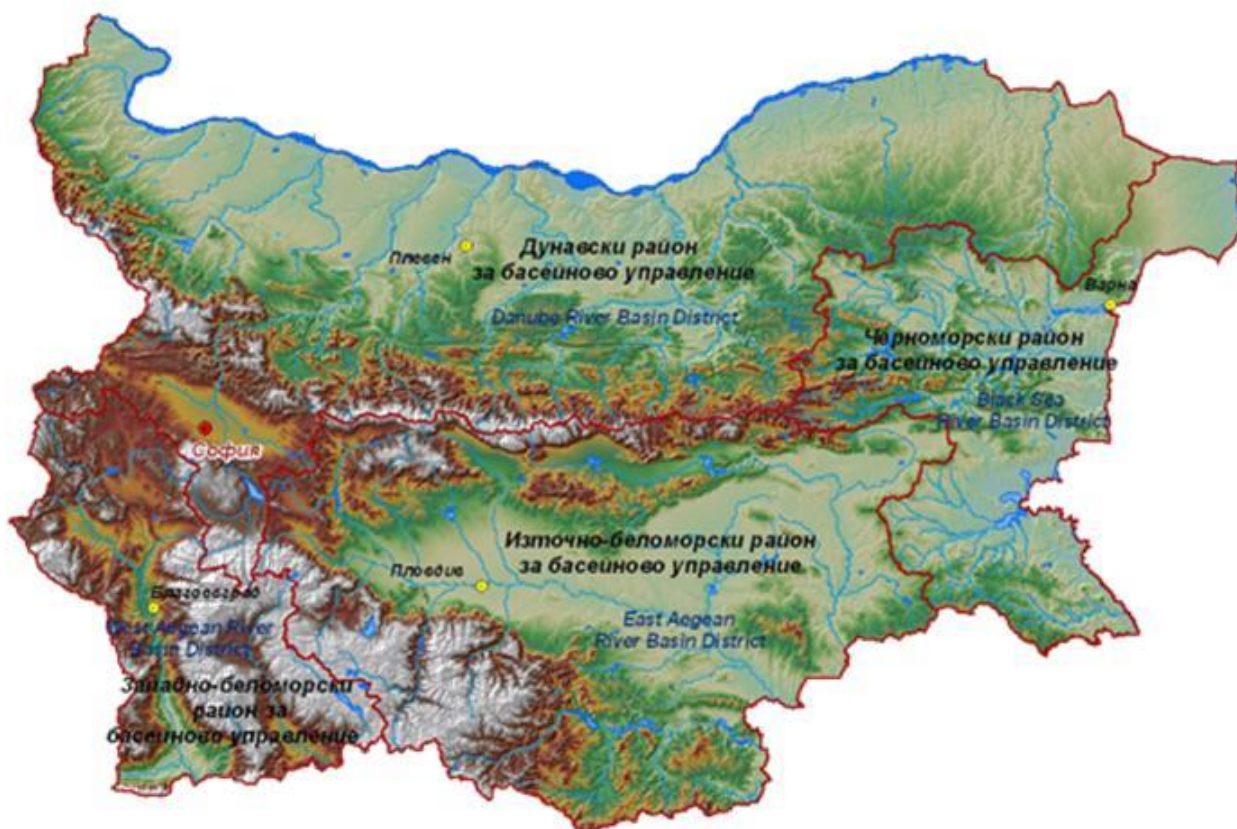 Плевен
Дунавски район
за басейново управление
Danube River Basin District
Варна
Черноморски район
за басейново управление
Black Sea
River Basin District
София
Източно-беломорски район
за басейново управление
Пловдив
East Aegean
River Basin District
Благоевград
West Aegean River
Basin District
Западно-беломорски
район за
басейново управление